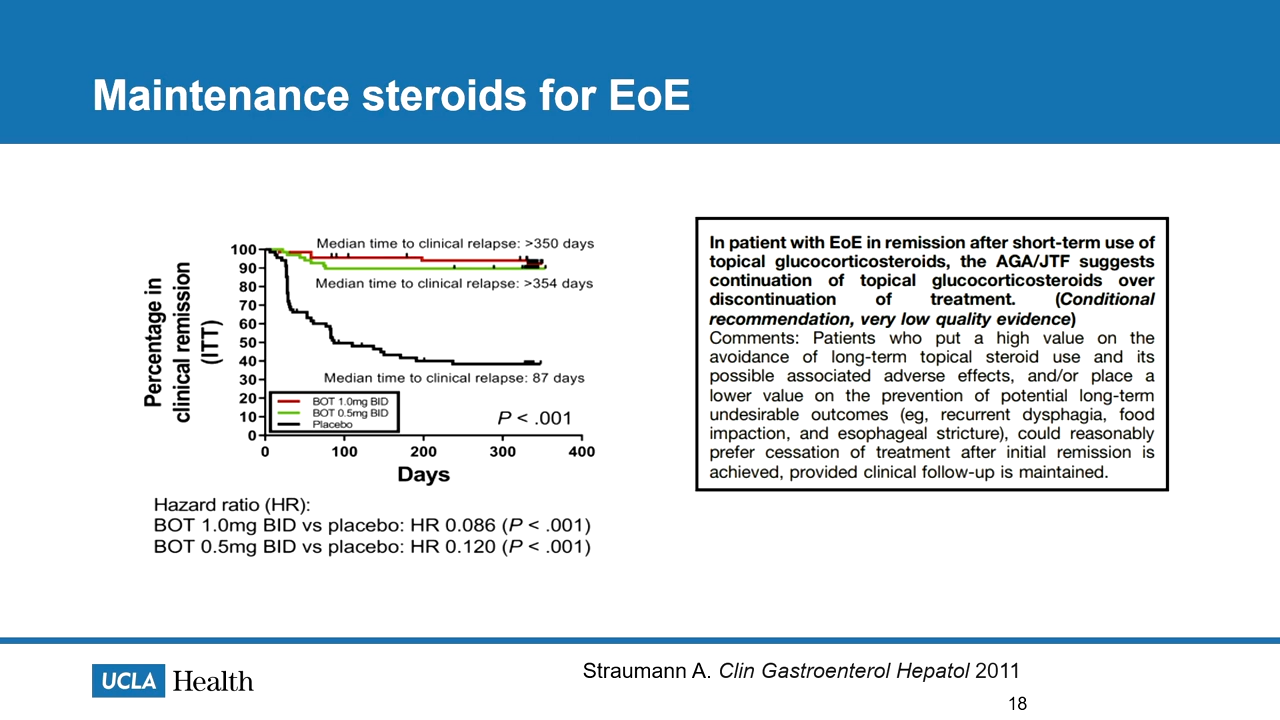 Maintenance steroids for EoE
Percentage in
clinical remission
(ITT)
100
90
80
70
60
50
40
30
20
10
0
Median time to clinical relapse: >350 days
Median time to clinical relapse: >354 days
Median time to clinical relapse: 87 days
BOT 1.0mg BID
BOT 0.5mg BID
Placebo
P < .001
0 100 200 300 400
Days
Hazard ratio (HR):
BOT 1.0mg BID vs placebo: HR 0.086 (P < .001)
BOT 0.5mg BID vs placebo: HR 0.120 (P < .001)
In patient with EoE in remission after short-term use of
topical glucocorticosteroids, the AGA/JTF suggests
continuation of topical glucocorticosteroids over
discontinuation of treatment. (Conditional
recommendation, very low quality evidence)
Comments: Patients who put a high value on the
avoidance of long-term topical steroid use and its
possible associated adverse effects, and/or place a
lower value on the prevention of potential long-term
undesirable outcomes (eg, recurrent dysphagia, food
impaction, and esophageal stricture), could reasonably
prefer cessation of treatment after initial remission is
achieved, provided clinical follow-up is maintained.
UCLA Health
Straumann A. Clin Gastroenterol Hepatol 2011
18